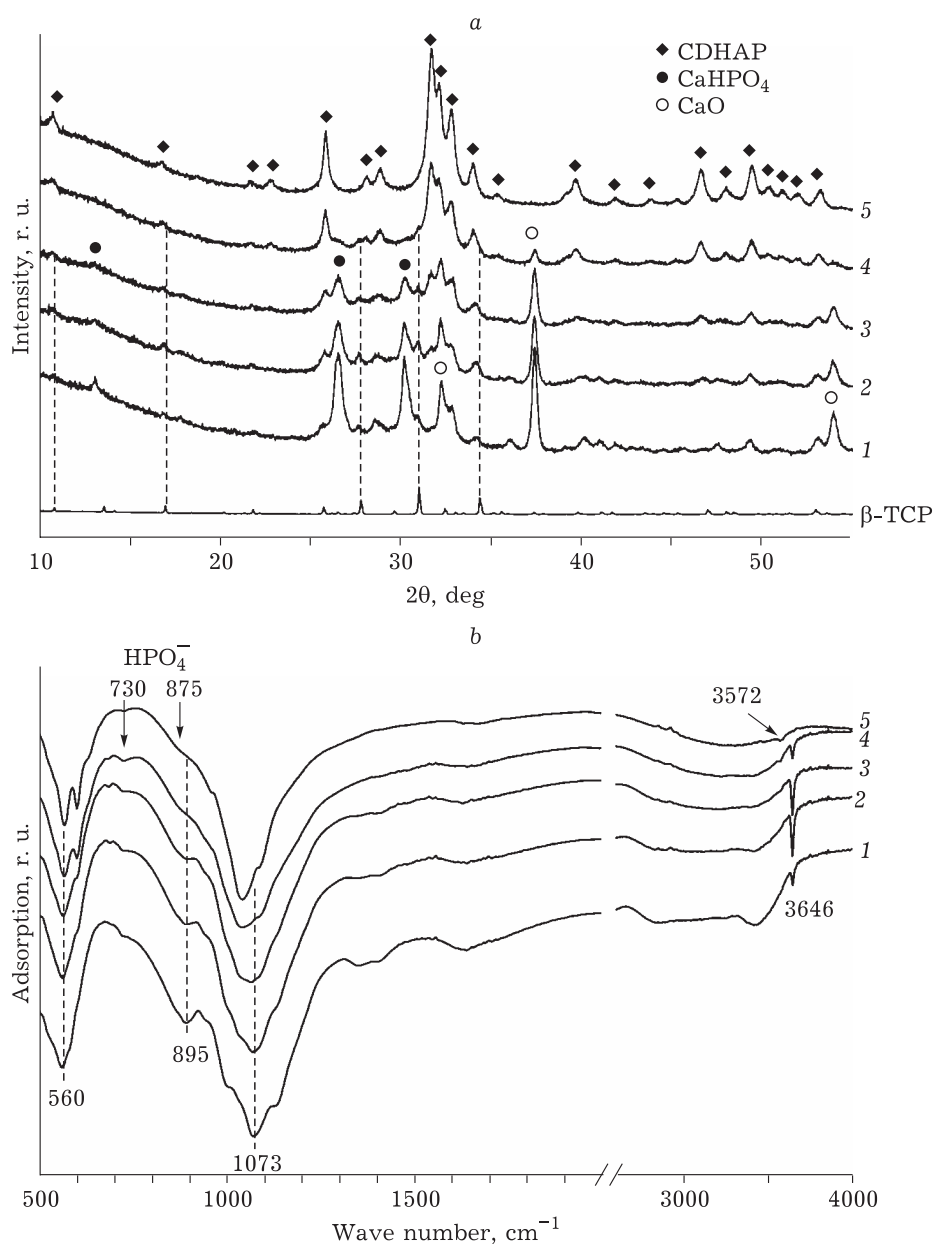 a
CDHAP
CaHPO₄
CaO
Intensity, r. u.
5
4
3
2
1
β-TCP
10 20 30 40 50
2θ, deg
b
HPO₄⁻
730 875
3572
5
4
3
2
1
Adsorption, r. u.
3646
895
560
1073
500 1000 1500 3000 4000
Wave number, cm⁻¹